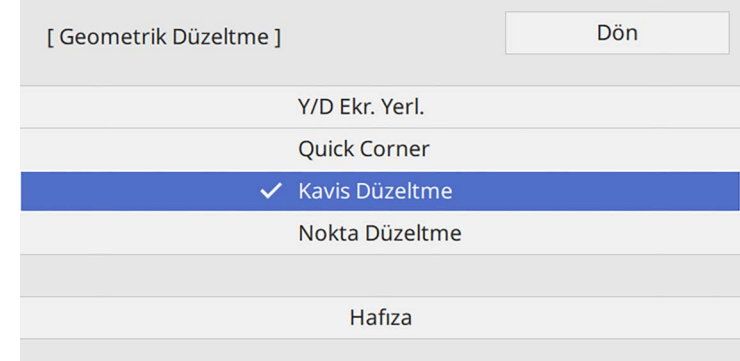 [ Geometrik Düzeltme ]
Dön
Y/D Ekr. Yerl.
Quick Corner
Kavis Düzeltme
Nokta Düzeltme
Hafıza